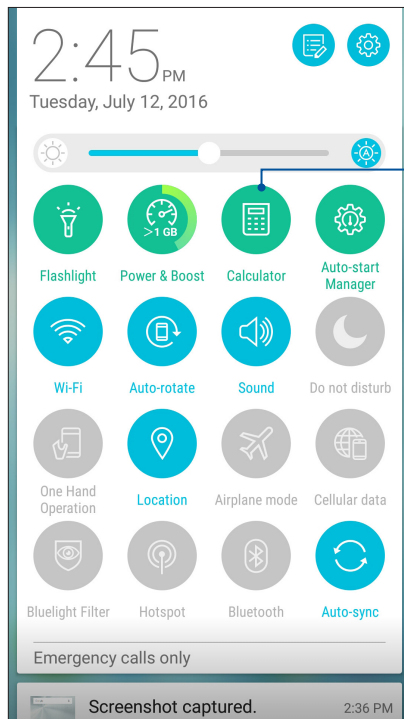 2:45 PM
Tuesday, July 12, 2016
A
>1 GB
Flashlight
Power & Boost
Calculator
Auto-start
Manager
Wi-Fi
Auto-rotate
Sound
Do not disturb
One Hand
Operation
Location
Airplane mode
Cellular data
Bluelight Filter
Hotspot
Bluetooth
Auto-sync
Emergency calls only
Screenshot captured.
2:36 PM